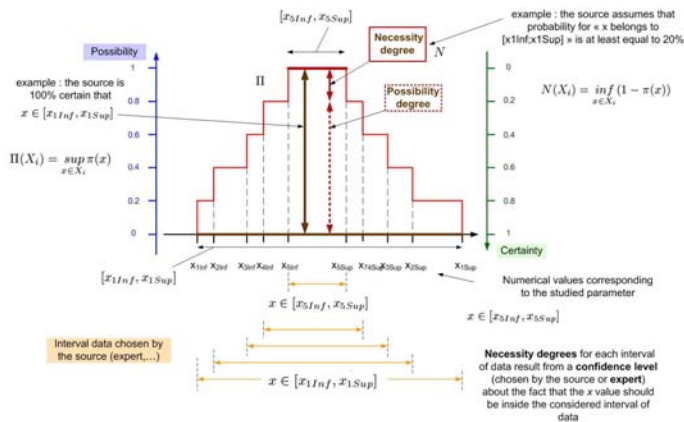 [x5Inf, x5Sup]
example : the source assumes that
probability for « x belongs to
[x1Inf;x1Sup] » is at least equal to 20%
Possibility
Necessity
degree
N
example : the source is
100% certain that
x ∈ [x1Inf, x1Sup]
Π
Possibility
degree
N(Xi) = inf (1 − π(x))
x∈Xi
Π(Xi) = sup π(x)
x∈Xi
1
0.8
0.6
0.4
0.2
0
0
0.2
0.4
0.6
0.8
1
Certainty
[x1Inf, x1Sup]
x1Inf x2Inf x3Inf x4Inf x5Inf x5Sup x74Sup x3Sup x2Sup x1Sup
Numerical values corresponding
to the studied parameter
x ∈ [x5Inf, x5Sup]
x ∈ [x5Inf, x5Sup]
Interval data chosen by
the source (expert,...)
x ∈ [x1Inf, x1Sup]
Necessity degrees for each interval
of data result from a confidence level
(chosen by the source or expert)
about the fact that the x value should
be inside the considered interval of
data